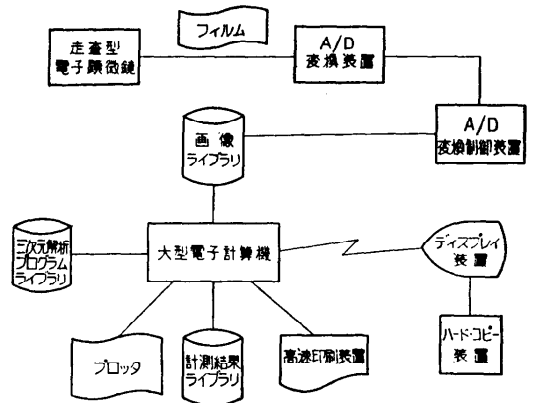 フィルム
走査型
電子顕微鏡
A/D
変換装置
A/D
変換制御装置
画像
ライブラリ
三次元解析
プログラム
ライブラリ
大型電子計算機
ディスプレイ
装置
プロッタ
計測結果
ライブラリ
高速印刷装置
ハード・コピー
装置